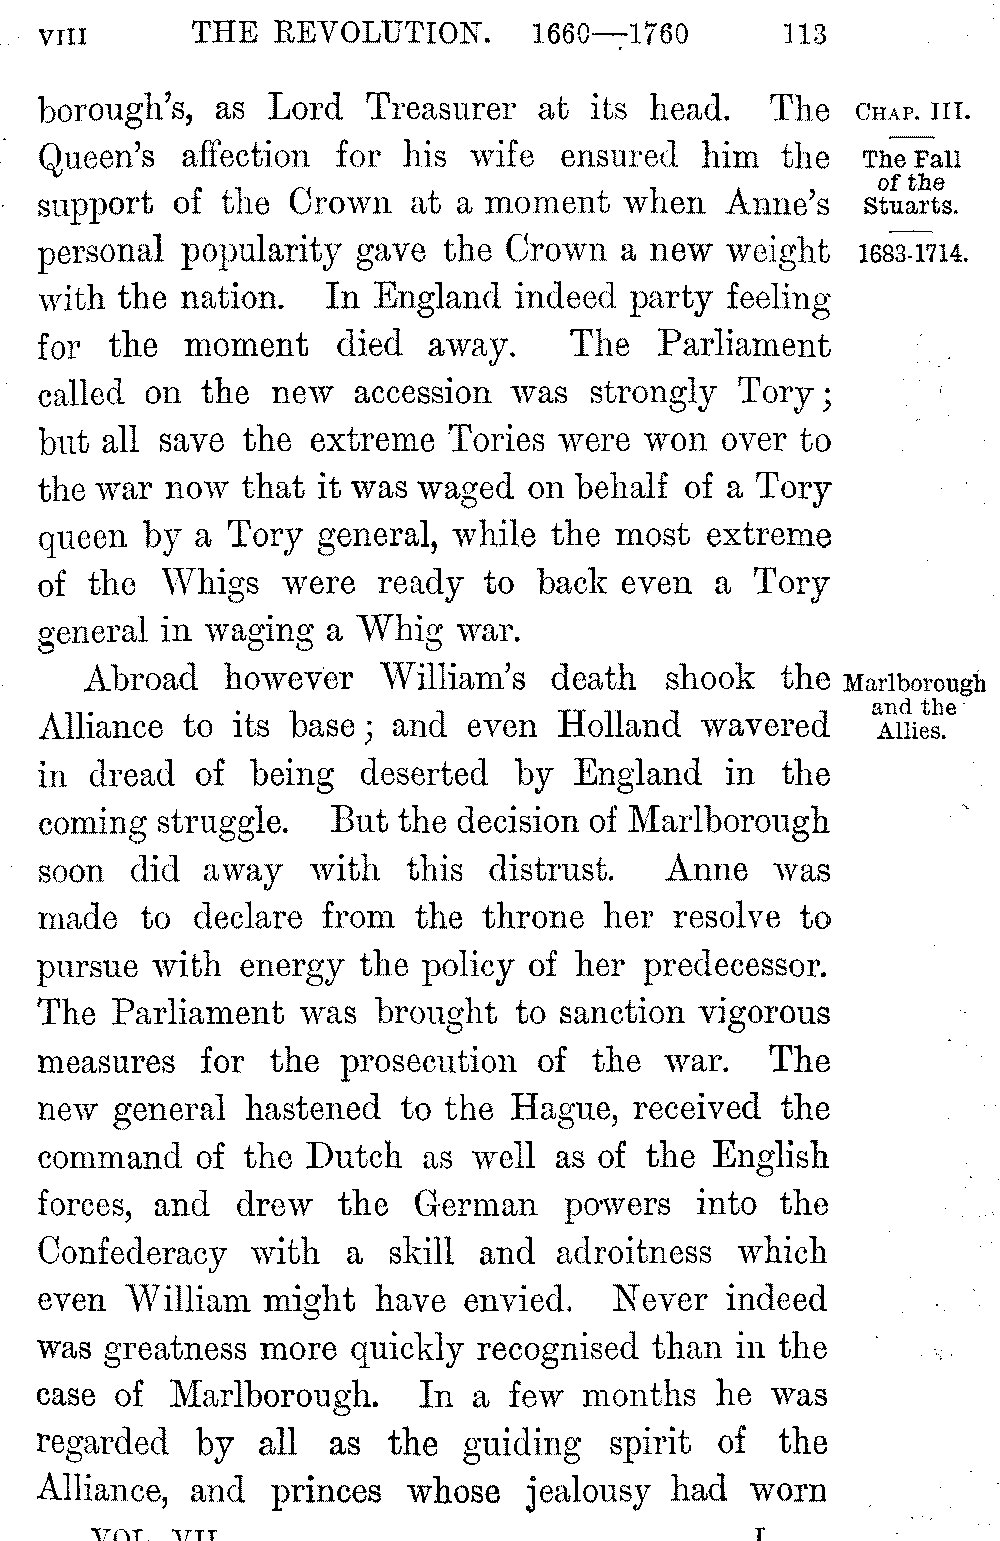 VIII THE REVOLUTION. 1660—1760 113
borough's, as Lord Treasurer at its head. The
Queen's affection for his wife ensured him the
support of the Crown at a moment when Anne's
personal popularity gave the Crown a new weight
with the nation. In England indeed party feeling
for the moment died away. The Parliament
called on the new accession was strongly Tory;
but all save the extreme Tories were won over to
the war now that it was waged on behalf of a Tory
queen by a Tory general, while the most extreme
of the Whigs were ready to back even a Tory
general in waging a Whig war.
CHAP. III.
The Fall
of the
Stuarts.
1683-1714.
Abroad however William's death shook the
Alliance to its base; and even Holland wavered
in dread of being deserted by England in the
coming struggle. But the decision of Marlborough
soon did away with this distrust. Anne was
made to declare from the throne her resolve to
pursue with energy the policy of her predecessor.
The Parliament was brought to sanction vigorous
measures for the prosecution of the war. The
new general hastened to the Hague, received the
command of the Dutch as well as of the English
forces, and drew the German powers into the
Confederacy with a skill and adroitness which
even William might have envied. Never indeed
was greatness more quickly recognised than in the
case of Marlborough. In a few months he was
regarded by all as the guiding spirit of the
Alliance, and princes whose jealousy had worn
Marlborough
and the
Allies.
VOL. VII I